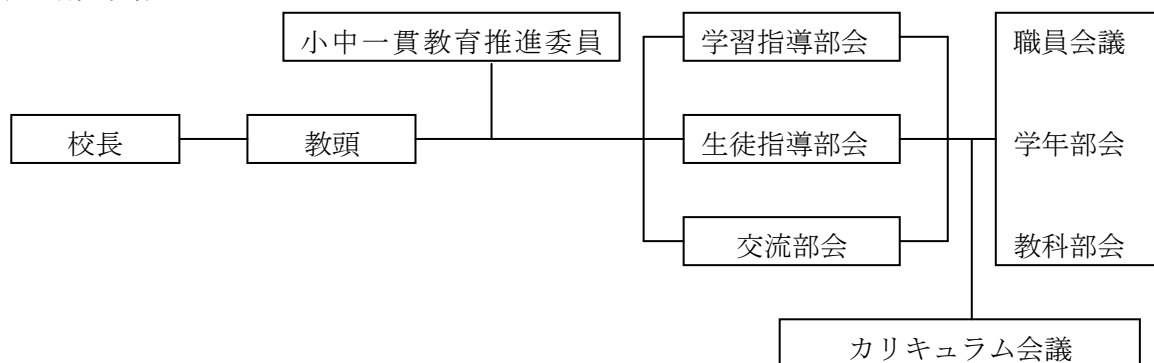 小中一貫教育推進委員
学習指導部会
職員会議
校長
教頭
生徒指導部会
学年部会
交流部会
教科部会
カリキュラム会議